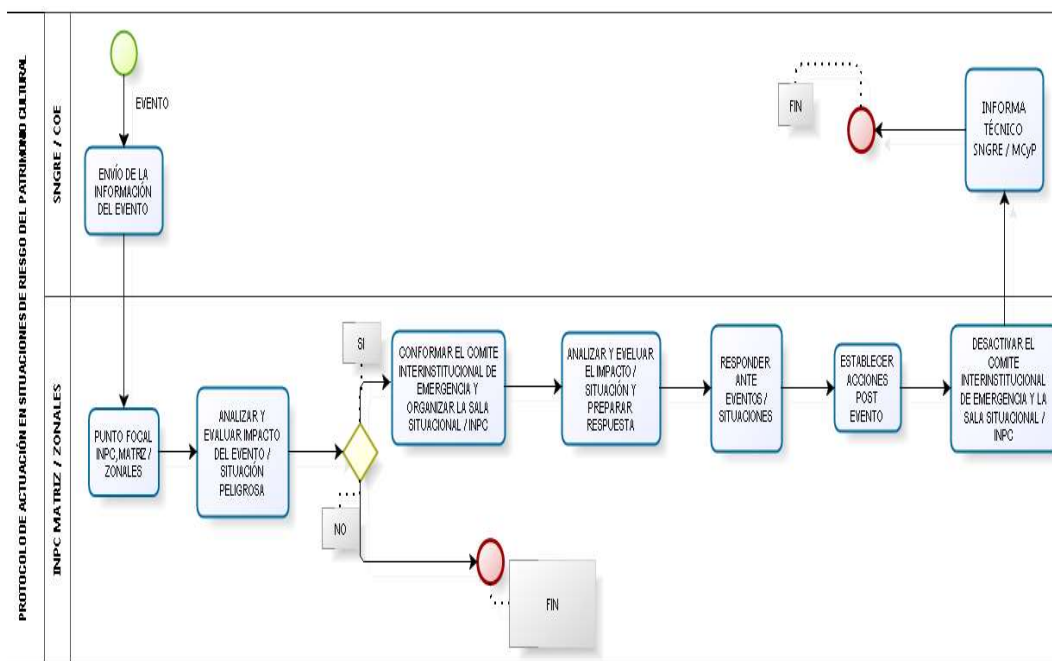 PROTOCOLO DE ACTUACIÓN EN SITUACIONES DE RIESGO DEL PATRIMONIO CULTURAL
SNGRE / COE
EVENTO
ENVÍO DE LA
INFORMACIÓN
DEL EVENTO
FIN
INFORMA
TÉCNICO
SNGRE / MCyP
INPC MATRIZ / ZONALES
PUNTO FOCAL
INPC,MATRIZ /
ZONALES
ANALIZAR Y
EVALUAR IMPACTO
DEL EVENTO /
SITUACIÓN
PELIGROSA
SI
NO
FIN
CONFORMAR EL COMITE
INTERINSTITUCIONAL DE
EMERGENCIA Y
ORGANIZAR LA SALA
SITUACIONAL / INPC
ANALIZAR Y EVELUAR
EL IMPACTO /
SITUACIÓN Y
PREPARAR
RESPUESTA
RESPONDER
ANTE
EVENTOS /
SITUACIONES
ESTABLECER
ACCIONES
POST
EVENTO
DESACTIVAR EL
COMITE
INTERINSTITUCIONAL
DE EMERGENCIA Y LA
SALA SITUACIONAL /
INPC